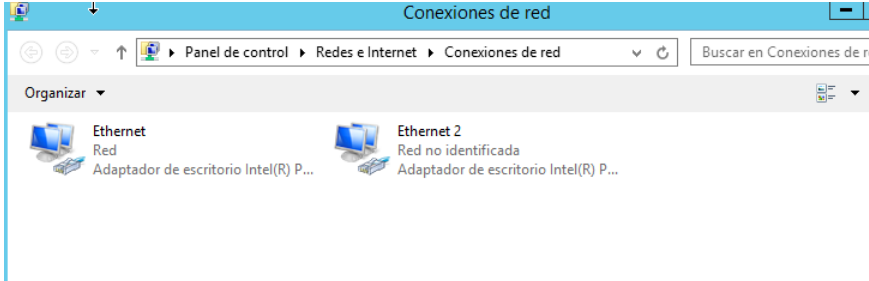 Conexiones de red
Panel de control Redes e Internet Conexiones de red
Buscar en Conexiones de
Organizar
Ethernet
Red
Adaptador de escritorio Intel(R) P...
Ethernet 2
Red no identificada
Adaptador de escritorio Intel(R) P...